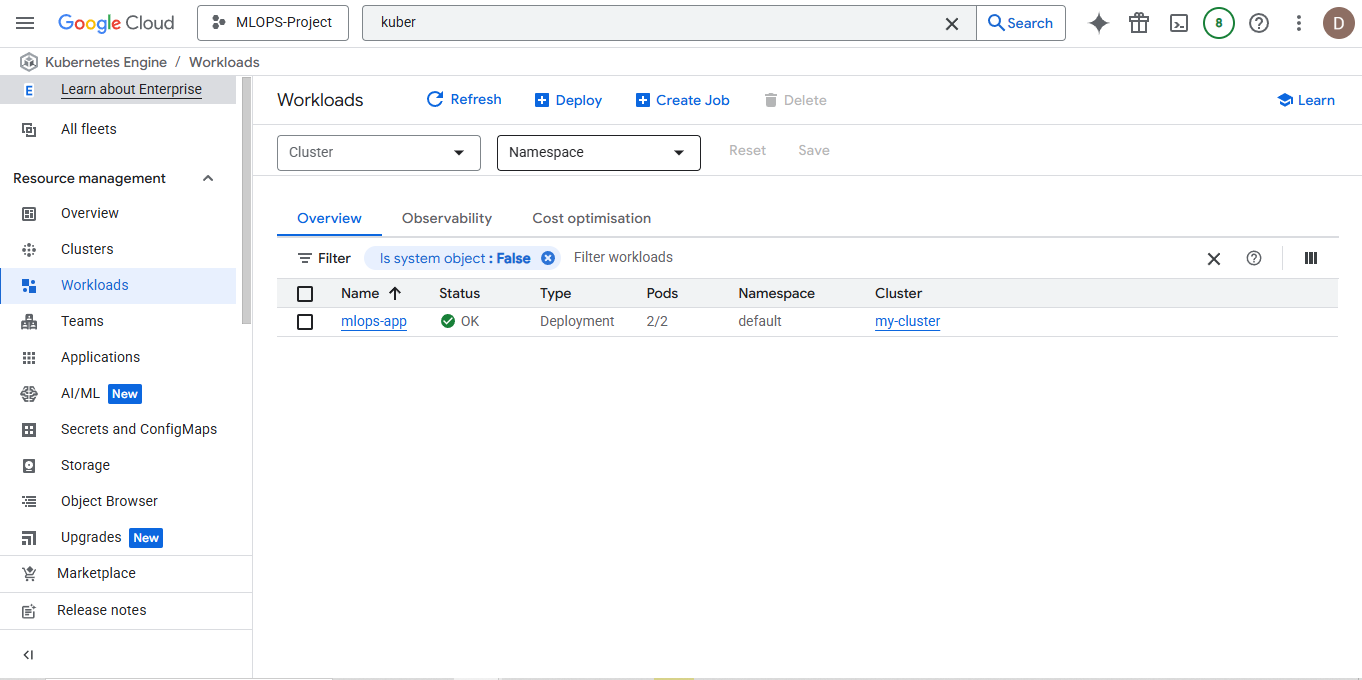 Google Cloud MLOPS-Project kuber Search 8 D
Kubernetes Engine / Workloads
E Learn about Enterprise
All fleets
Resource management
Overview
Clusters
Workloads
Teams
Applications
AI/ML New
Secrets and ConfigMaps
Storage
Object Browser
Upgrades New
Marketplace
Release notes
Workloads Refresh Deploy Create Job Delete Learn
Cluster Namespace Reset Save
Overview Observability Cost optimisation
Filter Is system object : False Filter workloads
Name Status Type Pods Namespace Cluster
mlops-app OK Deployment 2/2 default my-cluster